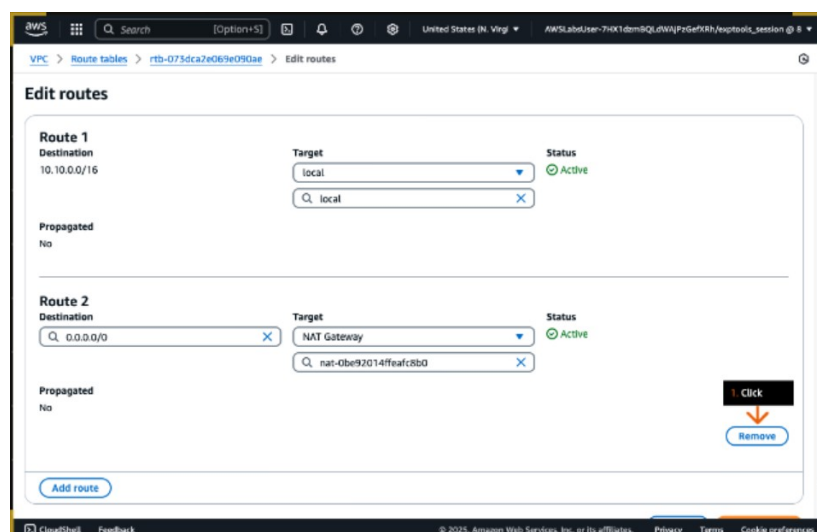 aws Search [Option+S] United States (N. Virgi AWSLabsUser-7HX1dzm8QLdWAjPzGefXRh/exptools_session @ 8
VPC > Route tables > rtb-073dca2e069e090ae > Edit routes
Edit routes
Route 1
Destination Target Status
10.10.0.0/16 local Active
local
Propagated
No
Route 2
Destination Target Status
0.0.0.0/0 NAT Gateway Active
nat-0be92014ffeafc8b0
Propagated
No
1. Click
Remove
Add route
CloudShell Feedback © 2025, Amazon Web Services, Inc. or its affiliates. Privacy Terms Cookie preferences